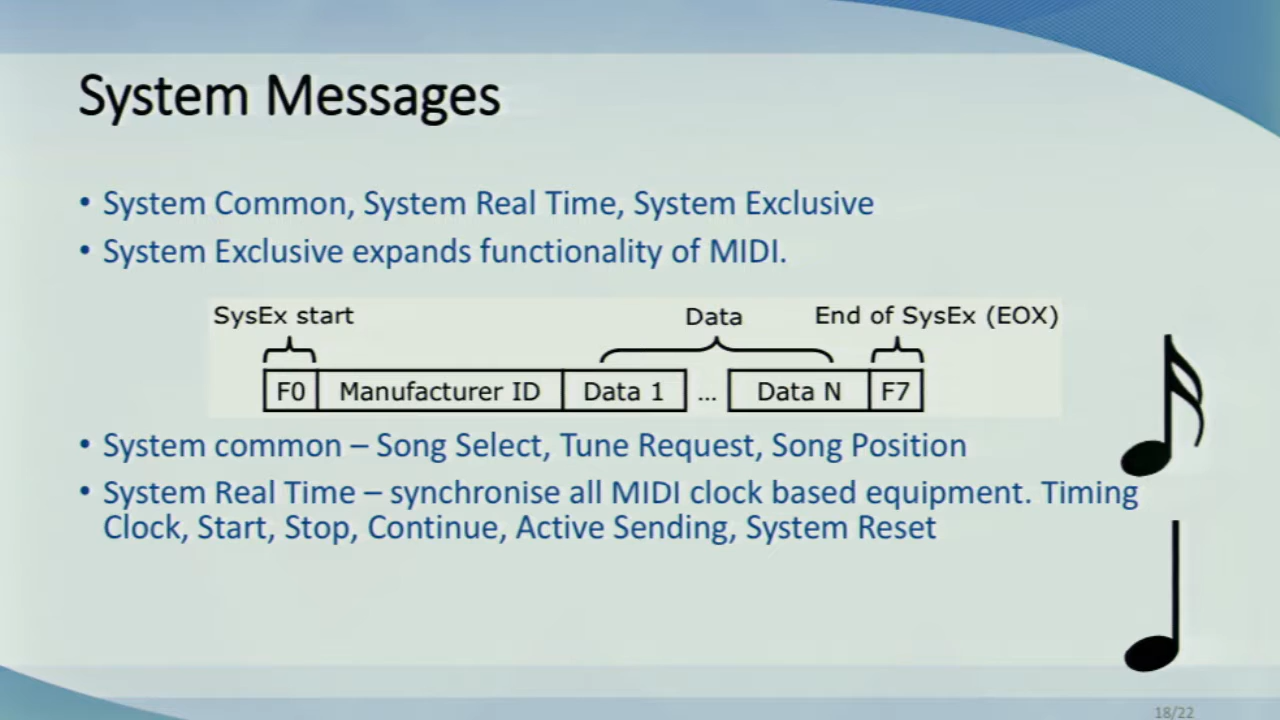 System Messages
• System Common, System Real Time, System Exclusive
• System Exclusive expands functionality of MIDI.
SysEx start Data End of SysEx (EOX)
F0 Manufacturer ID Data 1 ... Data N F7
• System common – Song Select, Tune Request, Song Position
• System Real Time – synchronise all MIDI clock based equipment. Timing
Clock, Start, Stop, Continue, Active Sending, System Reset
18/22